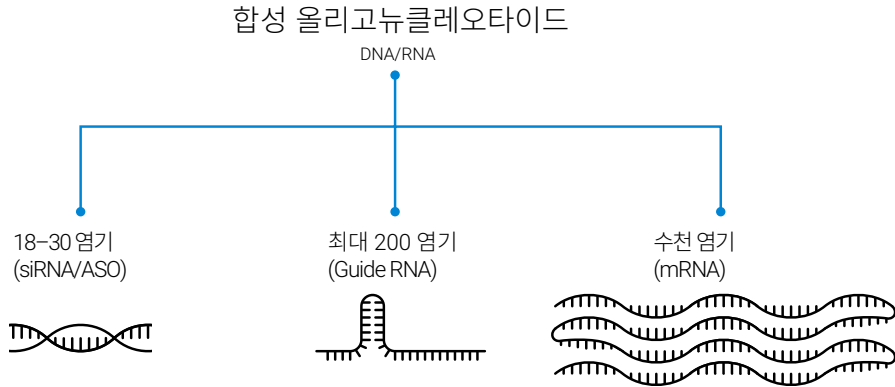 합성 올리고뉴클레오타이드
DNA/RNA
18–30 염기
(siRNA/ASO)
최대 200 염기
(Guide RNA)
수천 염기
(mRNA)